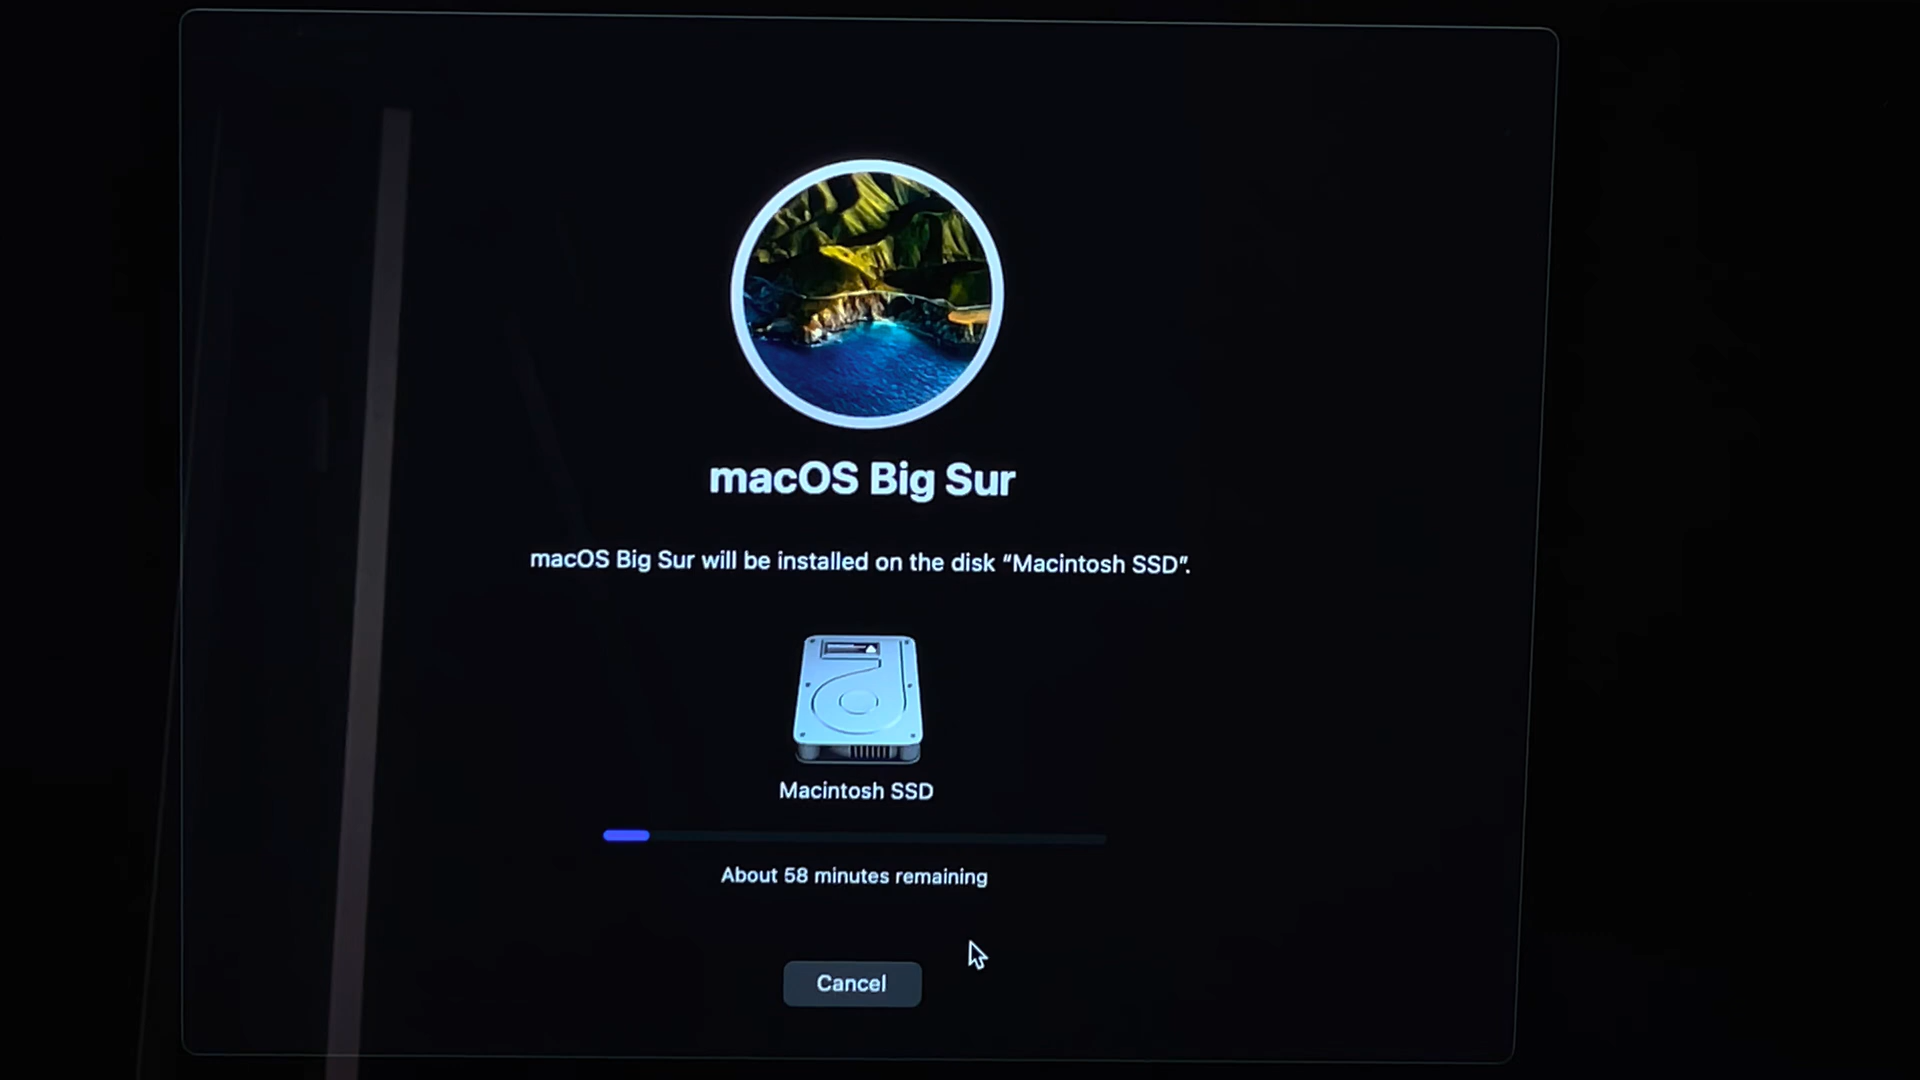 macOS Big Sur
macOS Big Sur will be installed on the disk “Macintosh SSD”.
Macintosh SSD
About 58 minutes remaining
Cancel